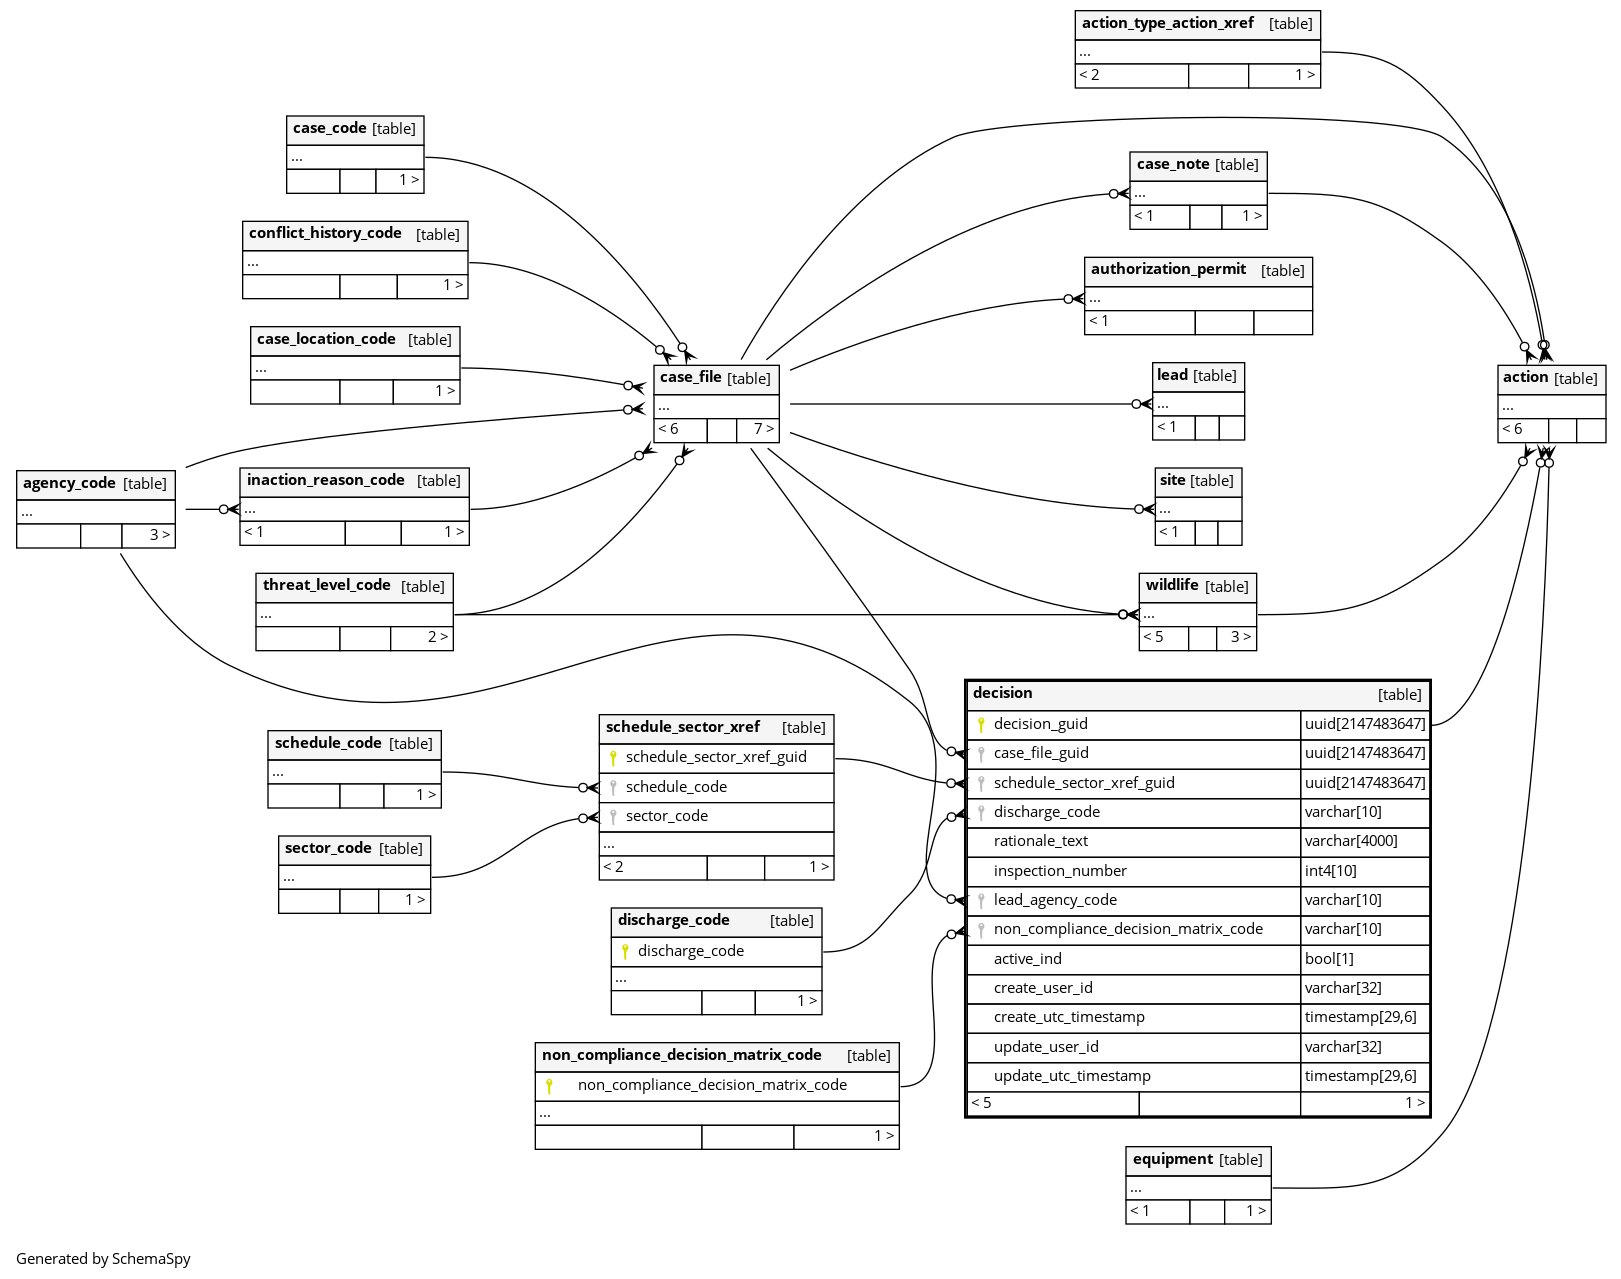 action_type_action_xref [table]
...
< 2 1 >
case_code [table]
...
1 >
case_note [table]
...
< 1 1 >
conflict_history_code [table]
...
1 >
authorization_permit [table]
...
< 1
case_location_code [table]
...
1 >
case_file [table]
...
< 6 7 >
lead [table]
...
< 1
action [table]
...
< 6
agency_code [table]
...
3 >
inaction_reason_code [table]
...
< 1 1 >
site [table]
...
< 1
threat_level_code [table]
...
2 >
wildlife [table]
...
< 5 3 >
decision [table]
decision_guid uuid[2147483647]
case_file_guid uuid[2147483647]
schedule_sector_xref_guid uuid[2147483647]
discharge_code varchar[10]
rationale_text varchar[4000]
inspection_number int4[10]
lead_agency_code varchar[10]
non_compliance_decision_matrix_code varchar[10]
active_ind bool[1]
create_user_id varchar[32]
create_utc_timestamp timestamp[29,6]
update_user_id varchar[32]
update_utc_timestamp timestamp[29,6]
< 5 1 >
schedule_sector_xref [table]
schedule_sector_xref_guid
schedule_code
sector_code
...
< 2 1 >
schedule_code [table]
...
1 >
sector_code [table]
...
1 >
discharge_code [table]
discharge_code
...
1 >
non_compliance_decision_matrix_code [table]
non_compliance_decision_matrix_code
...
1 >
equipment [table]
...
< 1 1 >
Generated by SchemaSpy